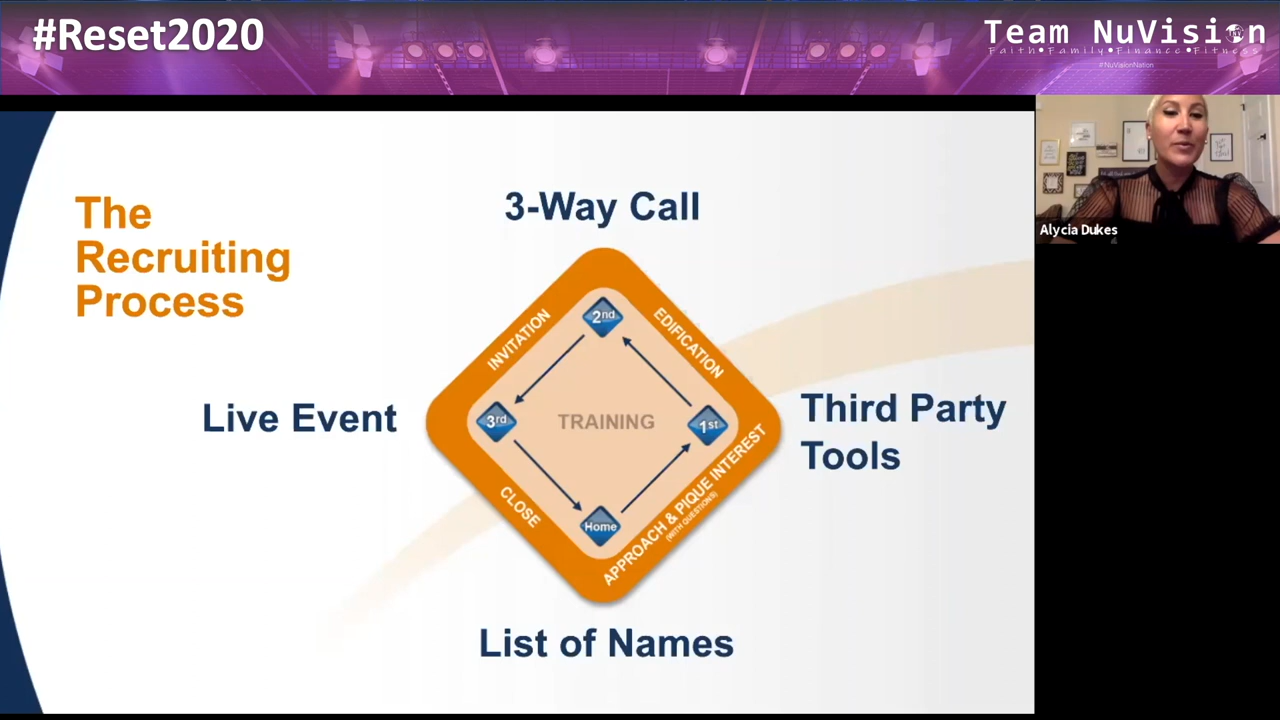 #Reset2020
Team NuVision
Faith•Family•Finance•Fitness
#NuVisionNation
Alycia Dukes
The
Recruiting
Process
3-Way Call
2nd
INVITATION
EDIFICATION
Live Event
3rd
TRAINING
1st
Third Party
Tools
CLOSE
Home
APPROACH & PIQUE INTEREST
(WITH QUESTIONS)
List of Names